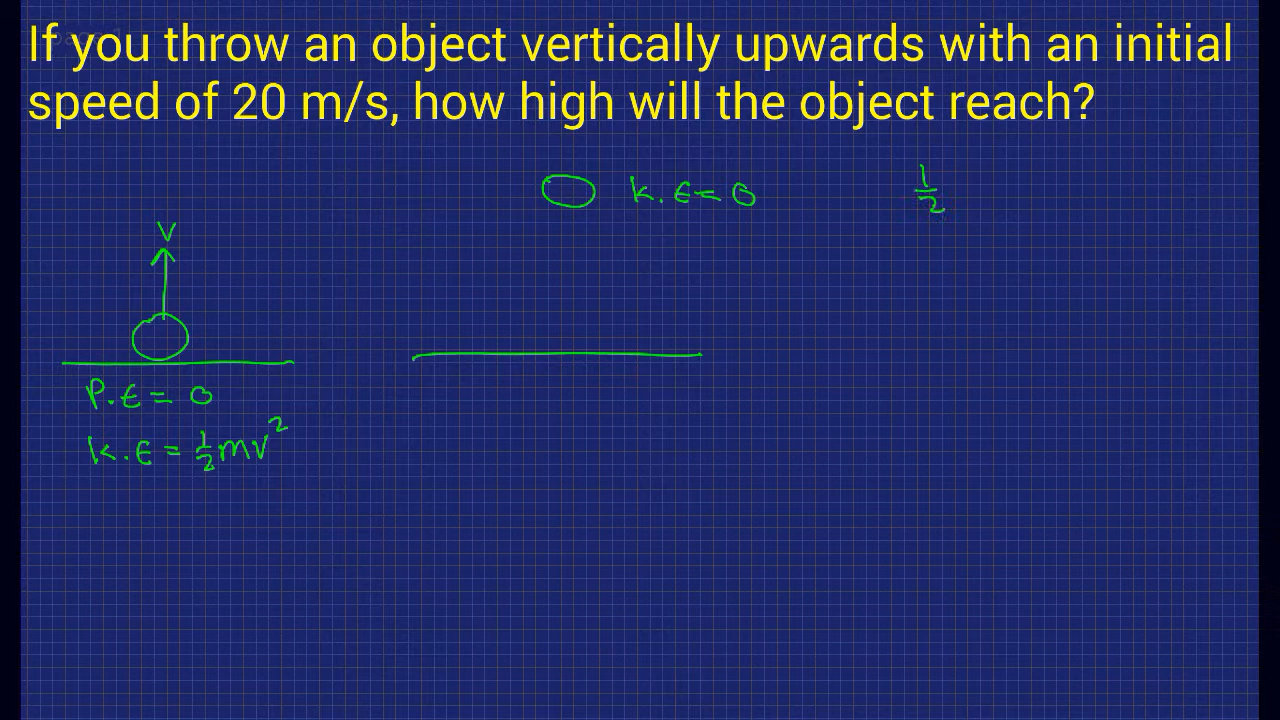 If you throw an object vertically upwards with an initial
speed of 20 m/s, how high will the object reach?
K.E = 0
1/2
V
P.E = 0
K.E = 1/2 mv²